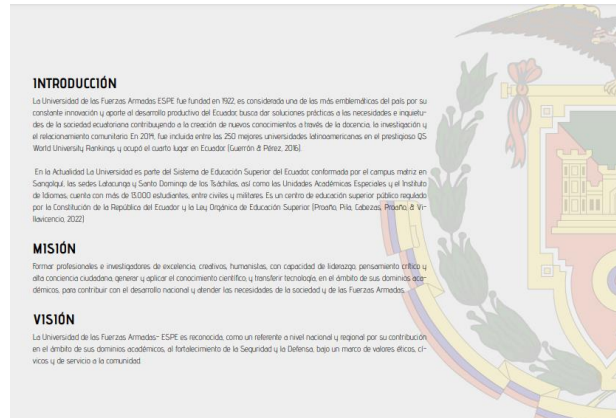 INTRODUCCIÓN
La Universidad de las Fuerzas Armadas ESPE fue fundad en 1922, es considerada una de las más emblemáticas del país por su
constante innovación y aporte al desarrollo productivo del Ecuador, busca dar soluciones prácticas a las necesidades e inquietu-
des de la sociedad ecuatoriana contribuyendo a la creación de nuevos conocimientos a través de la docencia, la investigación y
el relacionamiento comunitario. En 2014, fue incluida entre las 250 mejores universidades latinoamericanas en el prestigioso QS
World University Rankings y ocupó el cuarto lugar en Ecuador (Guerrón & Pérez, 2016).
En la Actualidad La Universidad es parte del Sistema de Educación Superior del Ecuador, conformada por el campus matriz en
Sangolquí, las sedes Latacunga y Santo Domingo de los Tsáchilas, así como las Unidades Académicas Especiales y el Instituto
de Idiomas, cuenta con más de 13.000 estudiantes, entre civiles y militares. Es un centro de educación superior público regulado
por la Constitución de la República del Ecuador y la Ley Orgánica de Educación Superior. (Proaño, Pila, Cabezas, Proaño, & Vi-
llavicencio, 2022)
MISIÓN
Formar profesionales e investigadores de excelencia, creativos, humanistas, con capacidad de liderazgo, pensamiento crítico y
alta conciencia ciudadana; generar y aplicar el conocimiento científico; y transferir tecnología, en el ámbito de sus dominios aca-
démicos, para contribuir con el desarrollo nacional y atender las necesidades de la sociedad y de las Fuerzas Armadas.
VISIÓN
La Universidad de las Fuerzas Armadas- ESPE es reconocida, como un referente a nivel nacional y regional por su contribución
en el ámbito de sus dominios académicos, al fortalecimiento de la Seguridad y la Defensa, bajo un marco de valores éticos, cí-
vicos y de servicio a la comunidad.